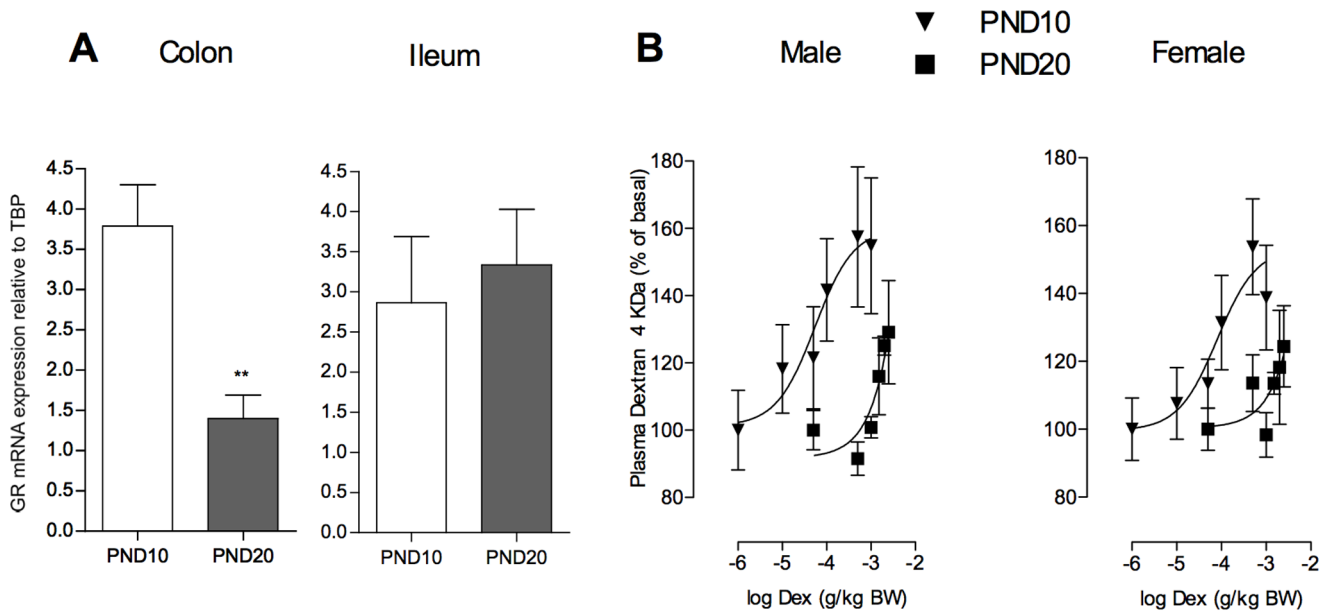 A
Colon
Ileum
GR mRNA expression relative to TBP
4.5
4.0
3.5
3.0
2.5
2.0
1.5
1.0
0.5
0.0
**
PND10
PND20
4.5
4.0
3.5
3.0
2.5
2.0
1.5
1.0
0.5
0.0
PND10
PND20
B
Male
PND10
PND20
Female
Plasma Dextran 4 KDa (% of basal)
180
160
140
120
100
80
-6
-5
-4
-3
-2
log Dex (g/kg BW)
180
160
140
120
100
80
-6
-5
-4
-3
-2
log Dex (g/kg BW)